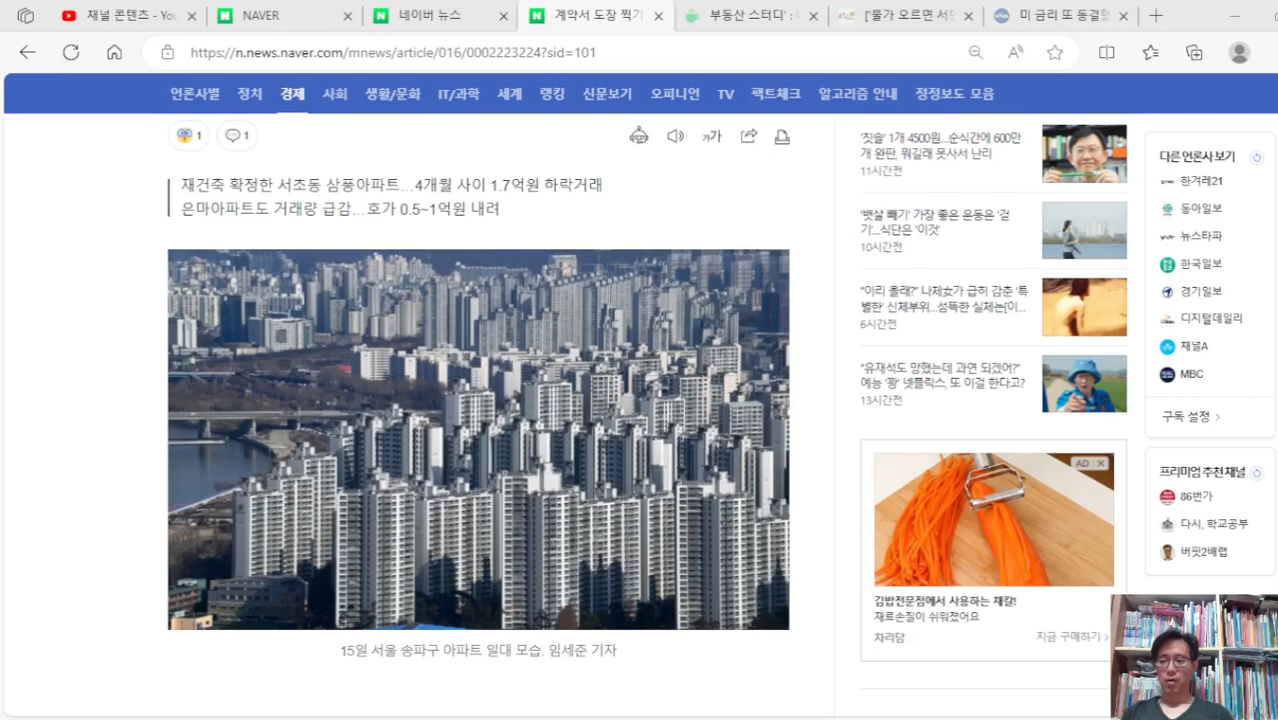 채널 콘텐츠 - You
NAVER
네이버 뉴스
계약서 도장 찍기
부동산 스터디' : 네
['물가 오르면 서민
미 금리 또 동결했
https://n.news.naver.com/mnews/article/016/0002223224?sid=101
언론사별 정치 경제 사회 생활/문화 IT/과학 세계 랭킹 신문보기 오피니언 TV 팩트체크 알고리즘 안내 정정보도 모음
1
1
가가
재건축 확정한 서초동 삼풍아파트…4개월 사이 1.7억원 하락거래
은마아파트도 거래량 급감…호가 0.5~1억원 내려
15일 서울 송파구 아파트 일대 모습. 임세준 기자
'칫솔' 1개 4500원…순식간에 600만
개 완판, 뭐길래 못사서 난리
11시간전
'뱃살 빼기' 가장 좋은 운동은 '걷
기'…식단은 '이것'
10시간전
"이리 올래?" 나체女가 급히 감춘 '특
별한' 신체부위…섬뜩한 실체는[이…
6시간전
"유재석도 망했는데 과연 되겠어?"
예능 '꽝' 넷플릭스, 또 이걸 한다고?
13시간전
AD
김밥전문점에서 사용하는 채칼!
재료손질이 쉬워졌어요
차리담
지금 구매하기
다른 언론사 보기
한겨레21
동아일보
뉴스타파
한국일보
경기일보
디지털데일리
채널A
MBC
구독 설정
프리미엄 추천 채널
86번가
다시, 학교공부
버핏2배랩